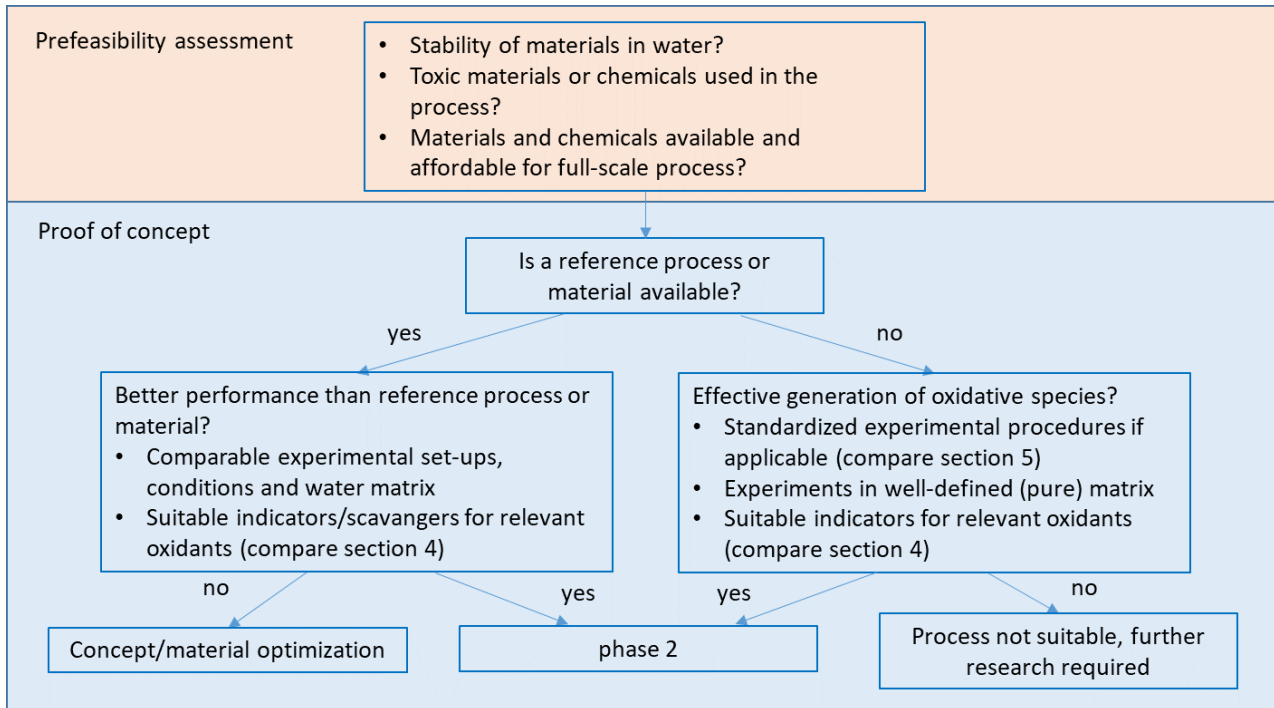 Prefeasibility assessment
• Stability of materials in water?
• Toxic materials or chemicals used in the
process?
• Materials and chemicals available and
affordable for full-scale process?
Proof of concept
Is a reference process or
material available?
yes
no
Better performance than reference process or
material?
• Comparable experimental set-ups,
conditions and water matrix
• Suitable indicators/scavangers for relevant
oxidants (compare section 4)
Effective generation of oxidative species?
• Standardized experimental procedures if
applicable (compare section 5)
• Experiments in well-defined (pure) matrix
• Suitable indicators for relevant oxidants
(compare section 4)
no
yes
yes
no
Concept/material optimization
phase 2
Process not suitable, further
research required